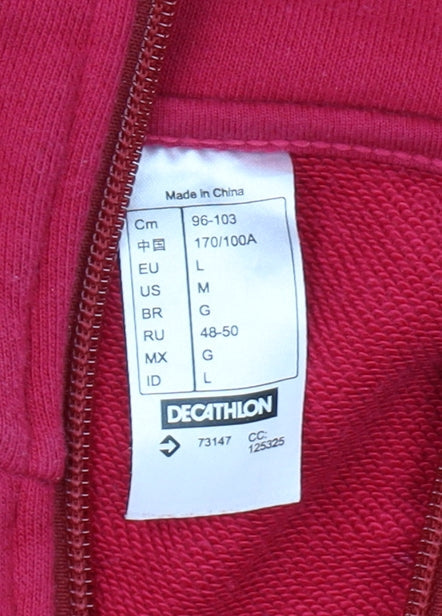 Made in China
Cm 96-103
中国 170/100A
EU L
US M
BR G
RU 48-50
MX G
ID L
DECATHLON
73147 CC:
125325